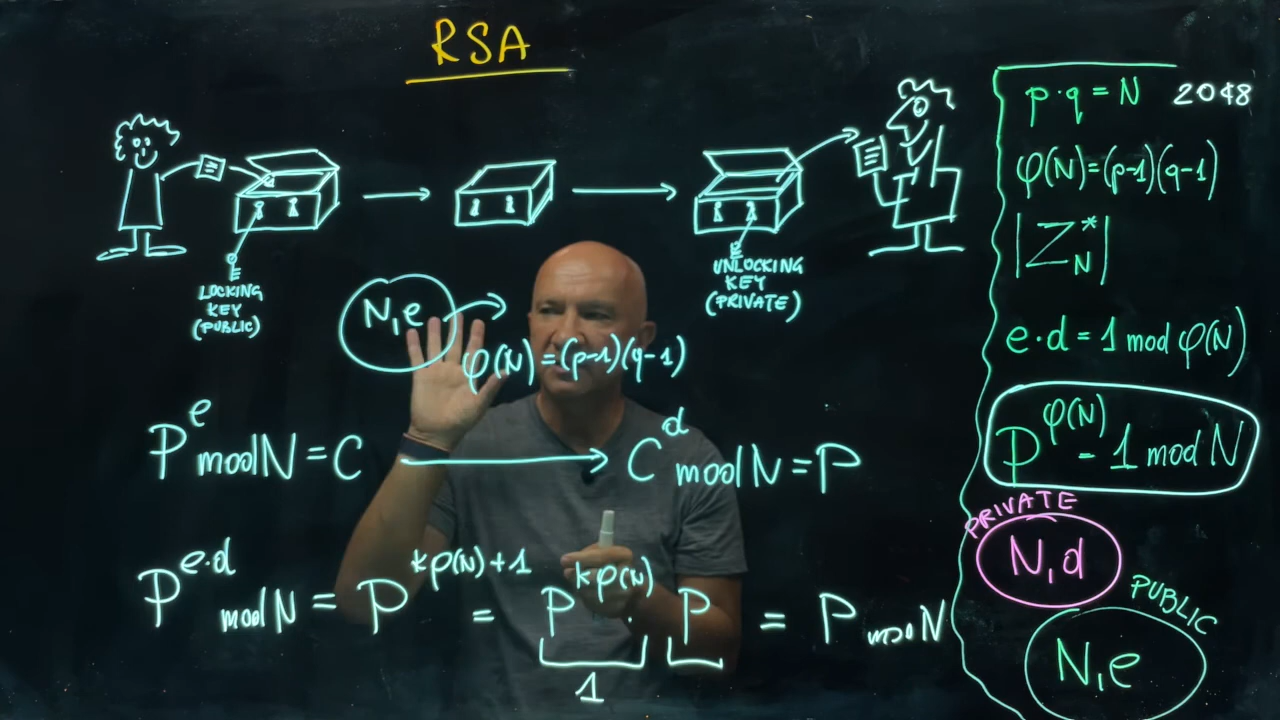 RSA
LOCKING
KEY
(PUBLIC)
UNLOCKING
KEY
(PRIVATE)
N,e
φ(N)=(p-1)(q-1)
P^e mod N = C
C^d mod N = P
P^e·d mod N = P^kφ(N)+1 = P^kφ(N) · P = P mod N
1
p·q = N 2048
φ(N)=(p-1)(q-1)
|Z*_N|
e·d = 1 mod φ(N)
P^φ(N) = 1 mod N
PRIVATE
N,d
PUBLIC
N,e